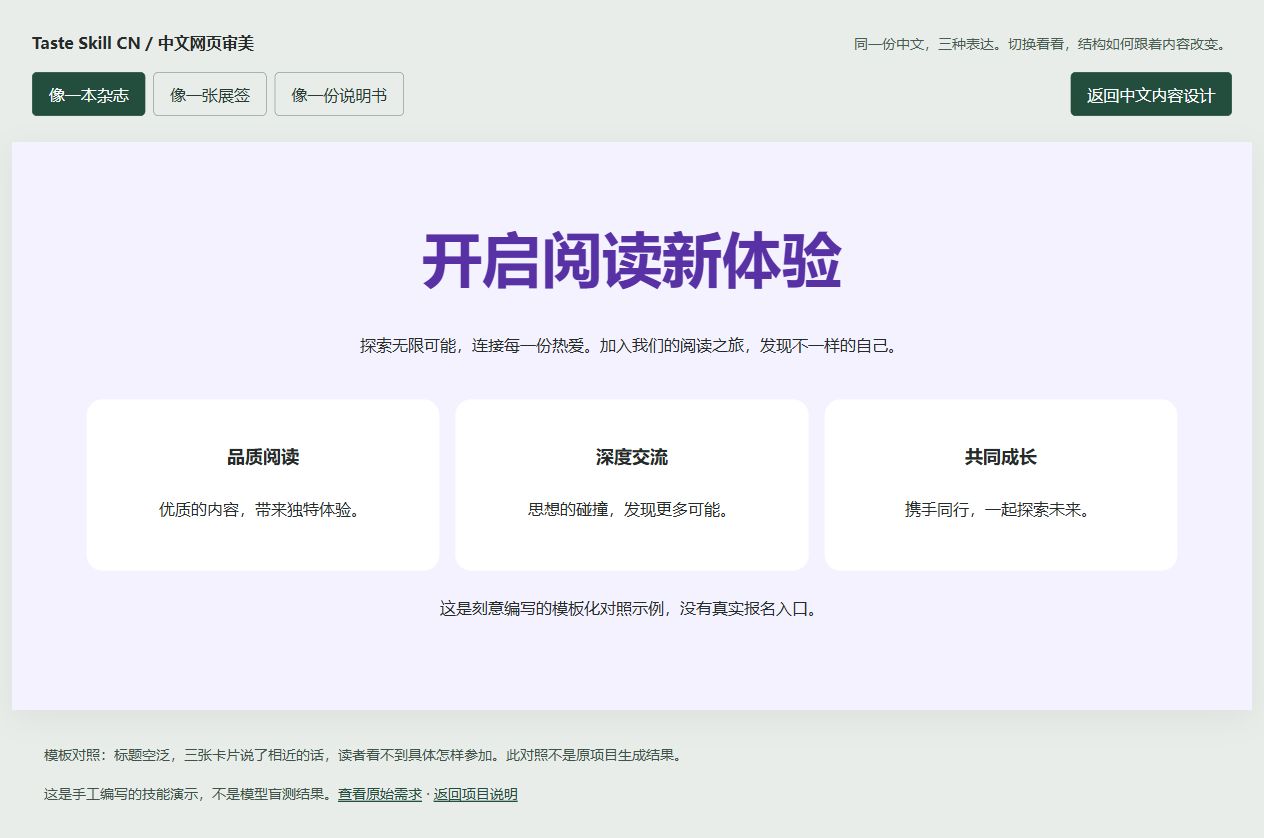 Taste Skill CN / 中文网页审美
同一份中文，三种表达。切换看看，结构如何跟着内容改变。
像一本杂志
像一张展签
像一份说明书
返回中文内容设计
开启阅读新体验
探索无限可能，连接每一份热爱。加入我们的阅读之旅，发现不一样的自己。
品质阅读
优质的内容，带来独特体验。
深度交流
思想的碰撞，发现更多可能。
共同成长
携手同行，一起探索未来。
这是刻意编写的模板化对照示例，没有真实报名入口。
模板对照：标题空泛，三张卡片说了相近的话，读者看不到具体怎样参加。此对照不是原项目生成结果。
这是手工编写的技能演示，不是模型盲测结果。查看原始需求 · 返回项目说明